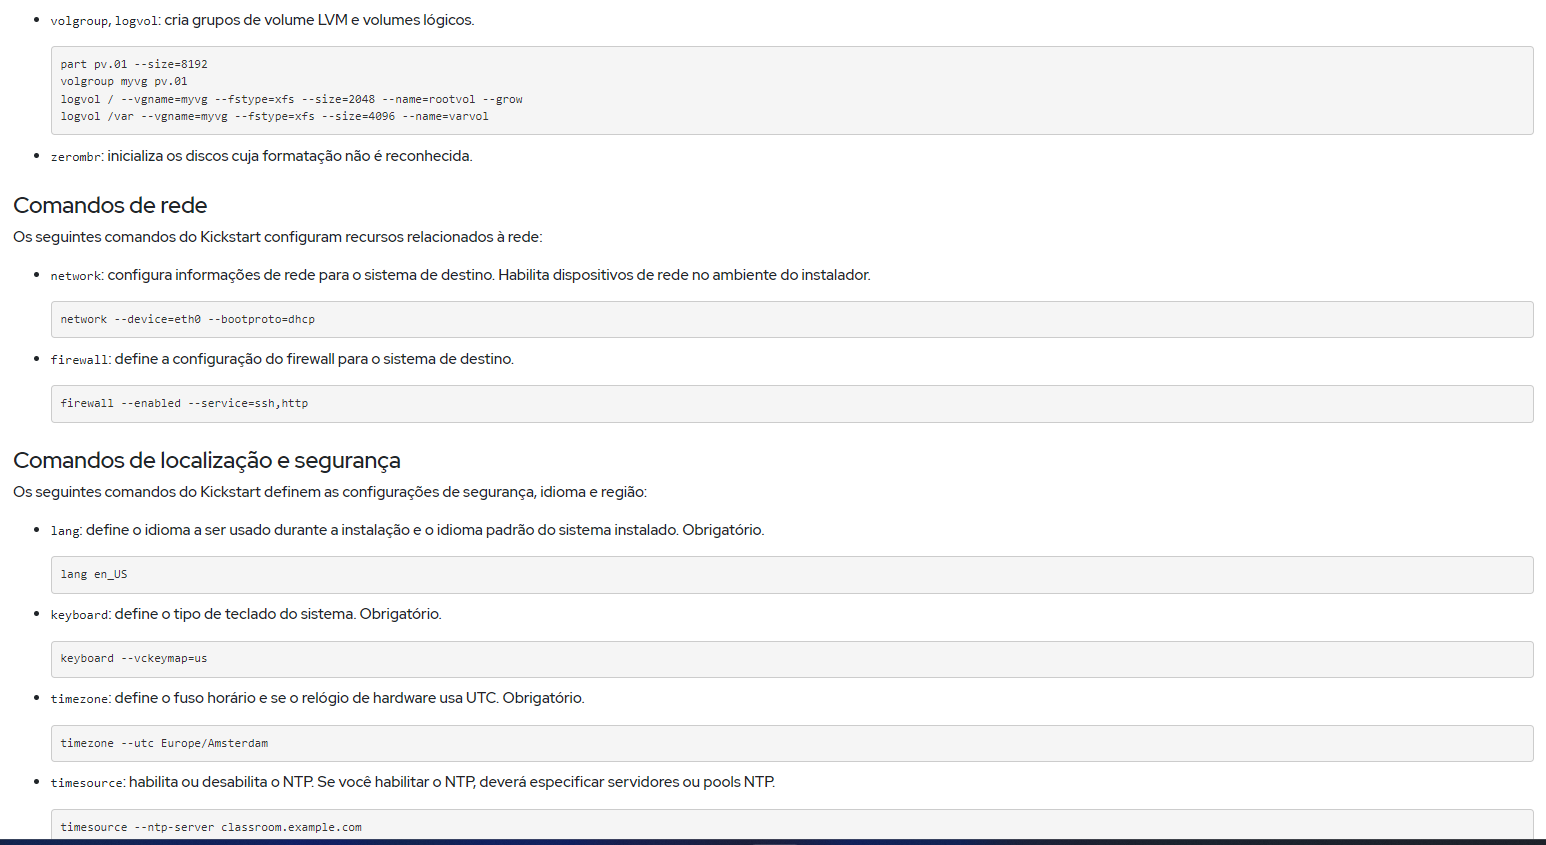 volgroup, logvol: cria grupos de volume LVM e volumes lógicos.
part pv.01 --size=8192
volgroup myvg pv.01
logvol / --vgname=myvg --fstype=xfs --size=2048 --name=rootvol --grow
logvol /var --vgname=myvg --fstype=xfs --size=4096 --name=varvol
zerombr: inicializa os discos cuja formatação não é reconhecida.
Comandos de rede
Os seguintes comandos do Kickstart configuram recursos relacionados à rede:
network: configura informações de rede para o sistema de destino. Habilita dispositivos de rede no ambiente do instalador.
network --device=eth0 --bootproto=dhcp
firewall: define a configuração do firewall para o sistema de destino.
firewall --enabled --service=ssh,http
Comandos de localização e segurança
Os seguintes comandos do Kickstart definem as configurações de segurança, idioma e região:
lang: define o idioma a ser usado durante a instalação e o idioma padrão do sistema instalado. Obrigatório.
lang en_US
keyboard: define o tipo de teclado do sistema. Obrigatório.
keyboard --vckeymap=us
timezone: define o fuso horário e se o relógio de hardware usa UTC. Obrigatório.
timezone --utc Europe/Amsterdam
timesource: habilita ou desabilita o NTP. Se você habilitar o NTP, deverá especificar servidores ou pools NTP.
timesource --ntp-server classroom.example.com